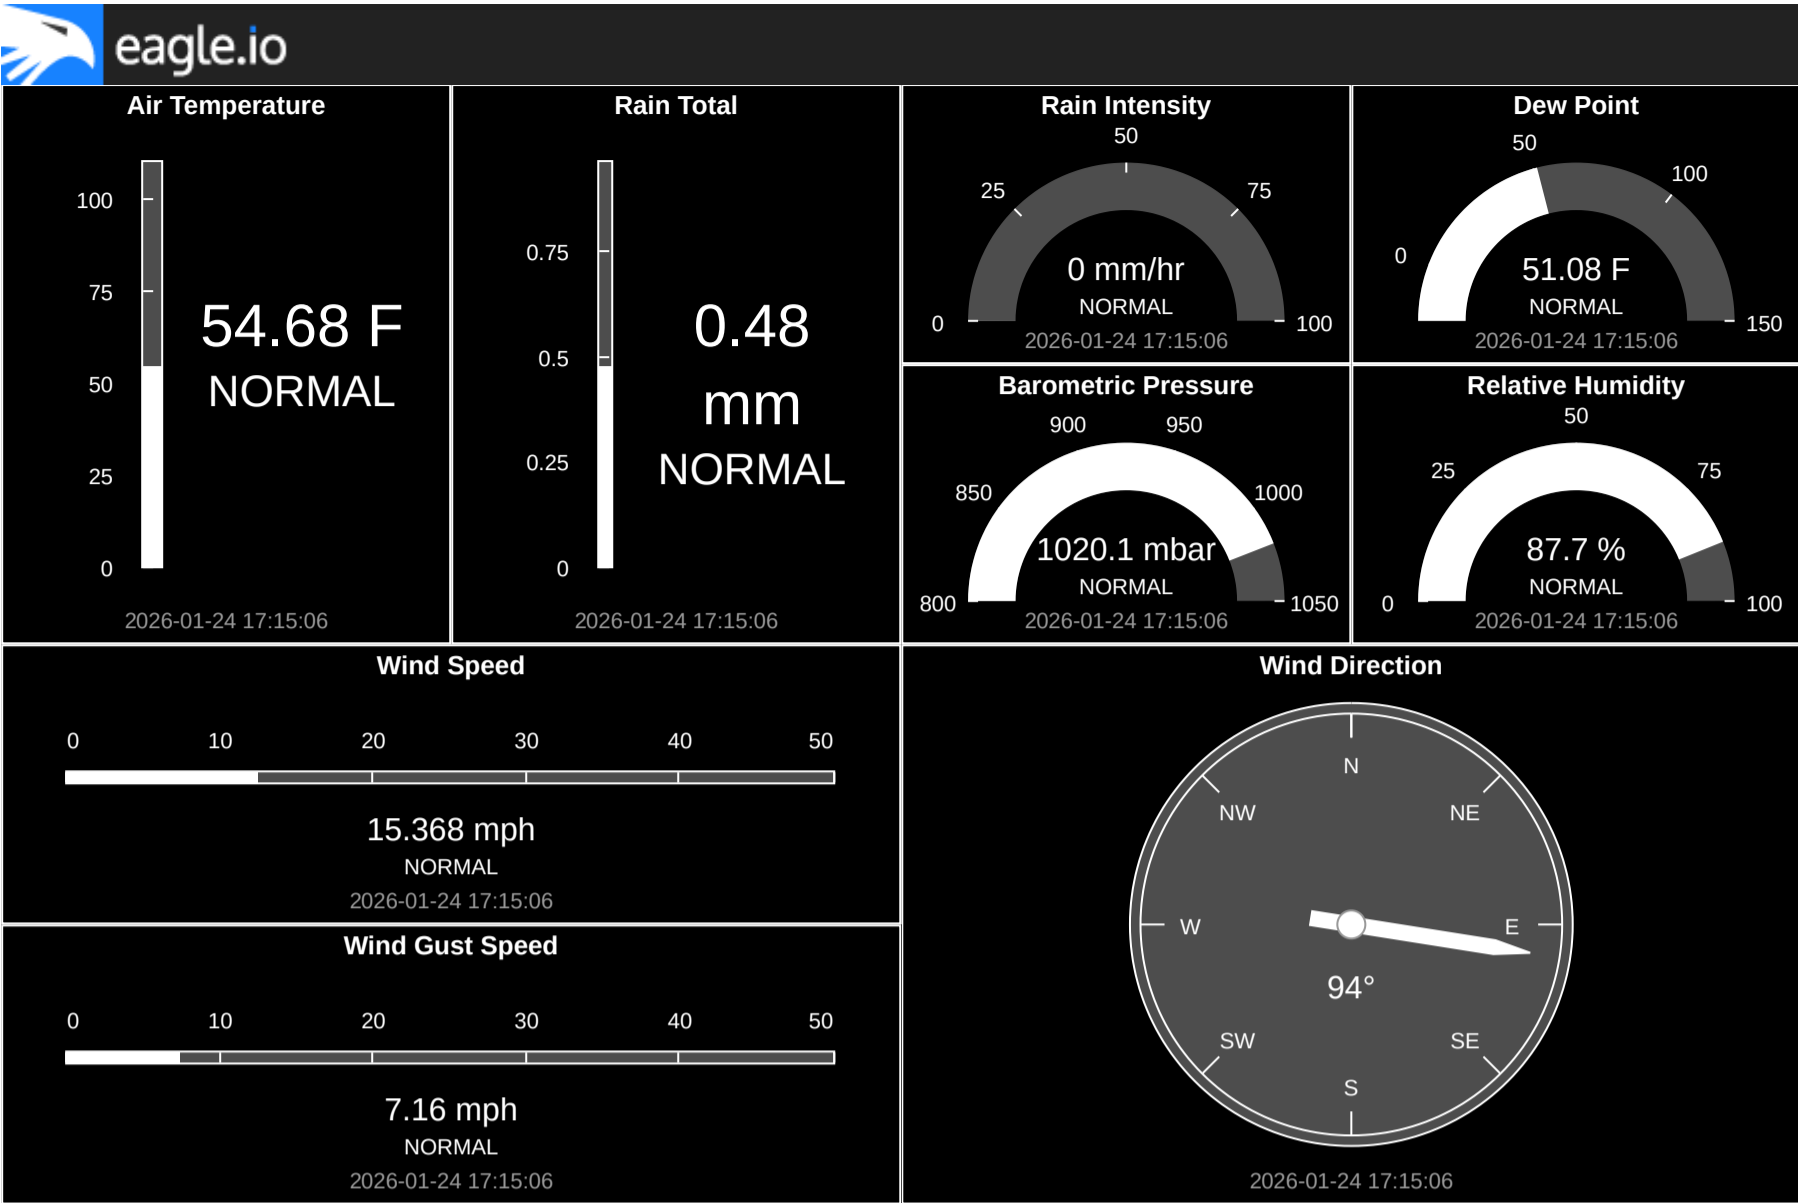 eagle.io
Air Temperature
100
75
50
25
0
54.68 F
NORMAL
2026-01-24 17:15:06
Rain Total
0.75
0.5
0.25
0
0.48
mm
NORMAL
2026-01-24 17:15:06
Rain Intensity
0
25
50
75
100
0 mm/hr
NORMAL
2026-01-24 17:15:06
Dew Point
0
50
100
150
51.08 F
NORMAL
2026-01-24 17:15:06
Barometric Pressure
800
850
900
950
1000
1050
1020.1 mbar
NORMAL
2026-01-24 17:15:06
Relative Humidity
0
25
50
75
100
87.7 %
NORMAL
2026-01-24 17:15:06
Wind Speed
0 10 20 30 40 50
15.368 mph
NORMAL
2026-01-24 17:15:06
Wind Gust Speed
0 10 20 30 40 50
7.16 mph
NORMAL
2026-01-24 17:15:06
Wind Direction
N
NW NE
W E
94°
SW SE
S
2026-01-24 17:15:06